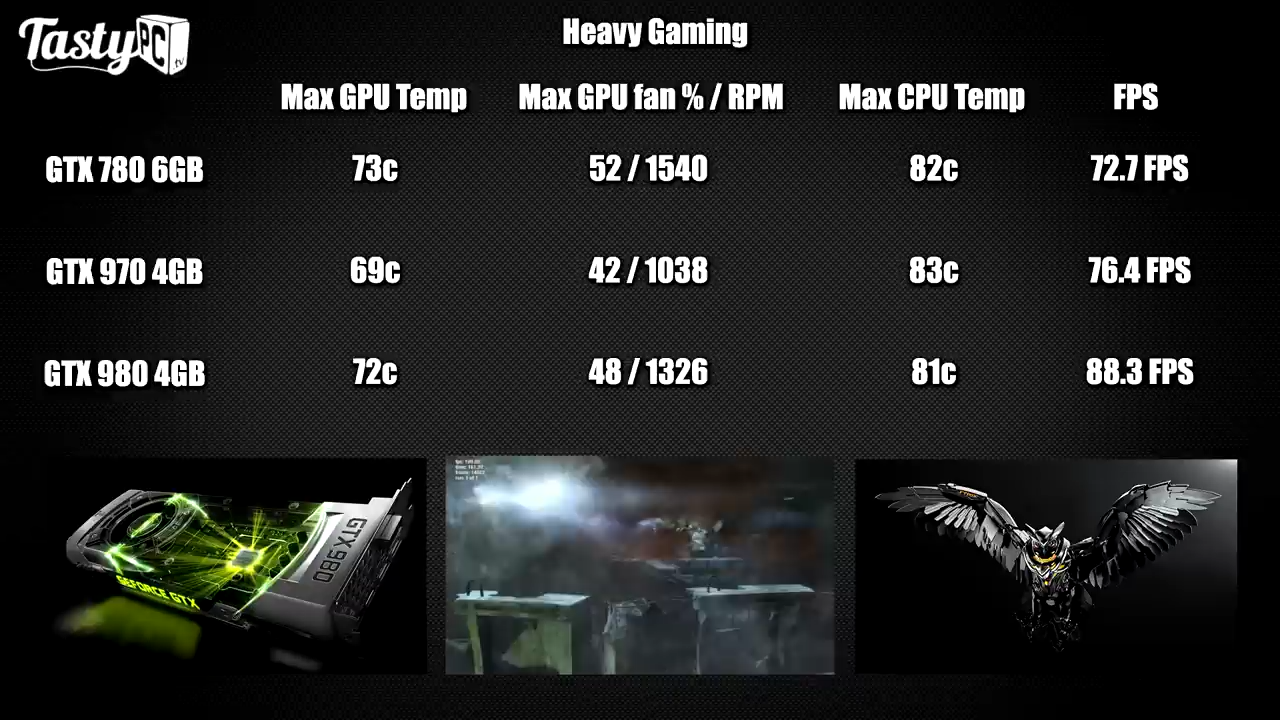 TastyPC.tv
Heavy Gaming
Max GPU Temp Max GPU fan % / RPM Max CPU Temp FPS
GTX 780 6GB 73c 52 / 1540 82c 72.7 FPS
GTX 970 4GB 69c 42 / 1038 83c 76.4 FPS
GTX 980 4GB 72c 48 / 1326 81c 88.3 FPS
GTX 980
GEFORCE GTX